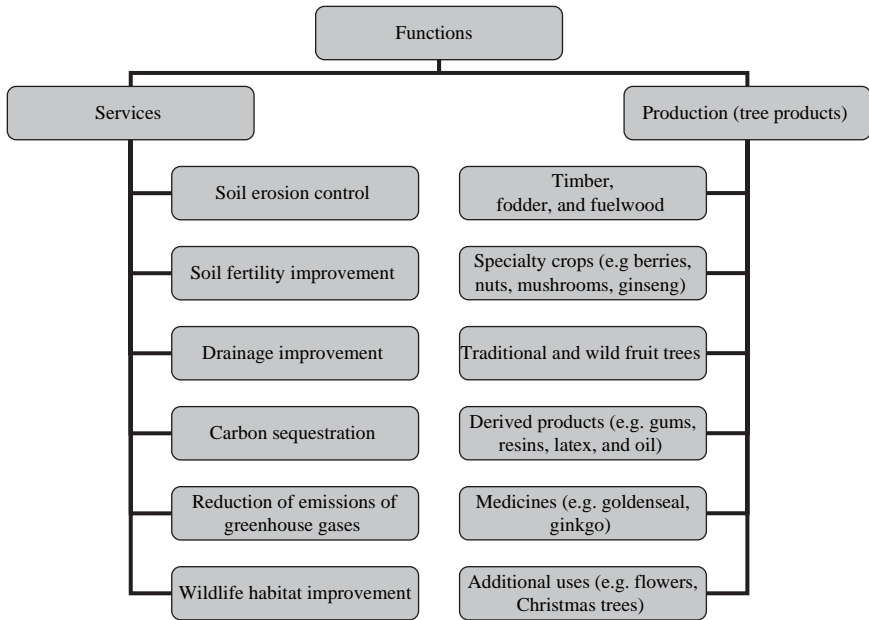 Functions
Services
Production (tree products)
Soil erosion control
Timber,
fodder, and fuelwood
Soil fertility improvement
Specialty crops (e.g berries,
nuts, mushrooms, ginseng)
Drainage improvement
Traditional and wild fruit trees
Carbon sequestration
Derived products (e.g. gums,
resins, latex, and oil)
Reduction of emissions of
greenhouse gases
Medicines (e.g. goldenseal,
ginkgo)
Wildlife habitat improvement
Additional uses (e.g. flowers,
Christmas trees)